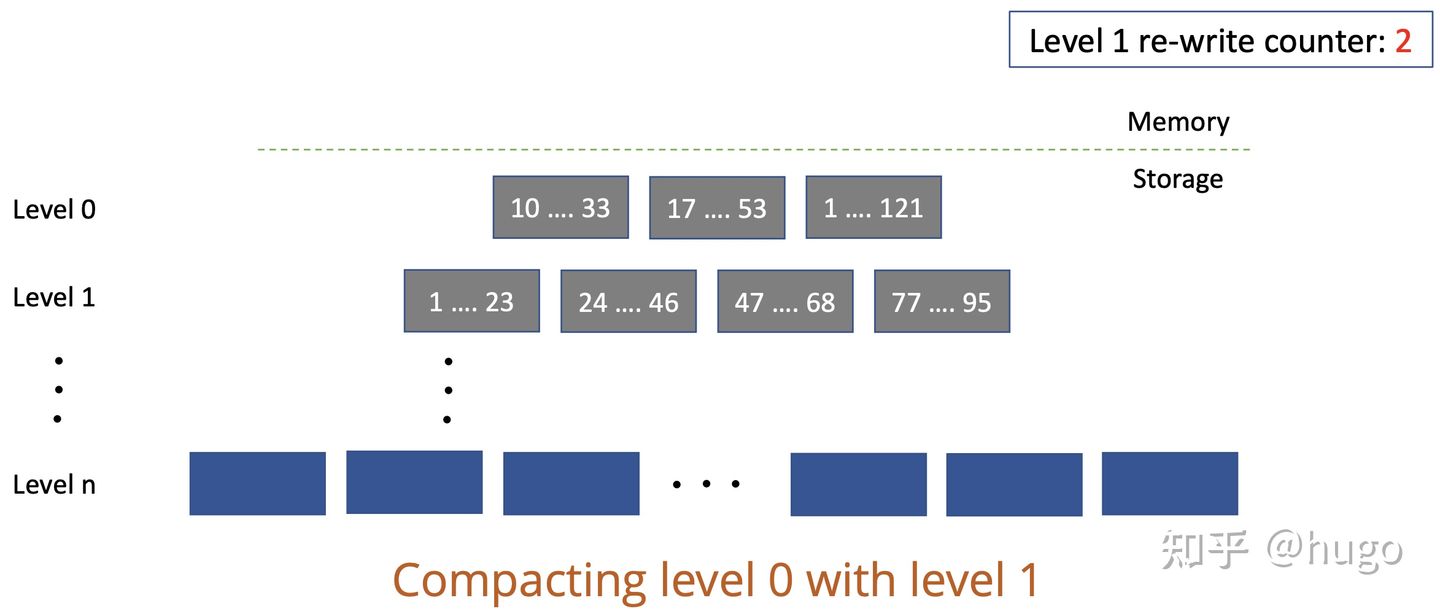 Level 1 re-write counter: 2
Memory
Storage
Level 0
10 .... 33
17 .... 53
1 .... 121
Level 1
1 .... 23
24 .... 46
47 .... 68
77 .... 95
Level n
知乎 @hugo
Compacting level 0 with level 1